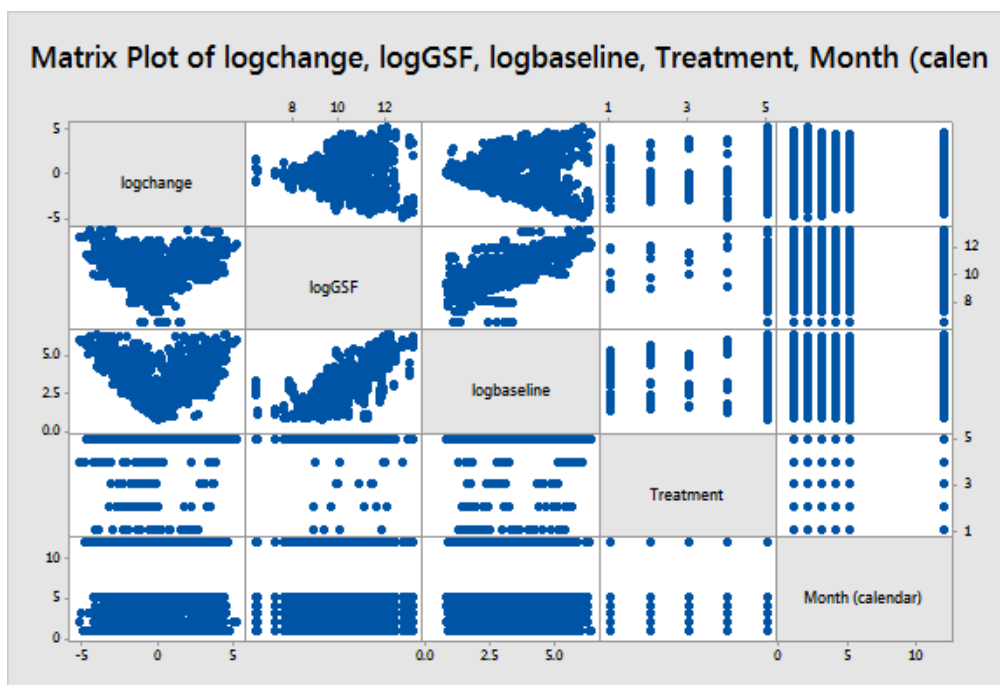 Matrix Plot of logchange, logGSF, logbaseline, Treatment, Month (calen
8 10 12 1 3 5
5
0
-5
logchange
12
10
8
logGSF
5.0
2.5
0.0
logbaseline
5
3
1
Treatment
10
5
0
Month (calendar)
-5 0 5 0.0 2.5 5.0 0 5 10